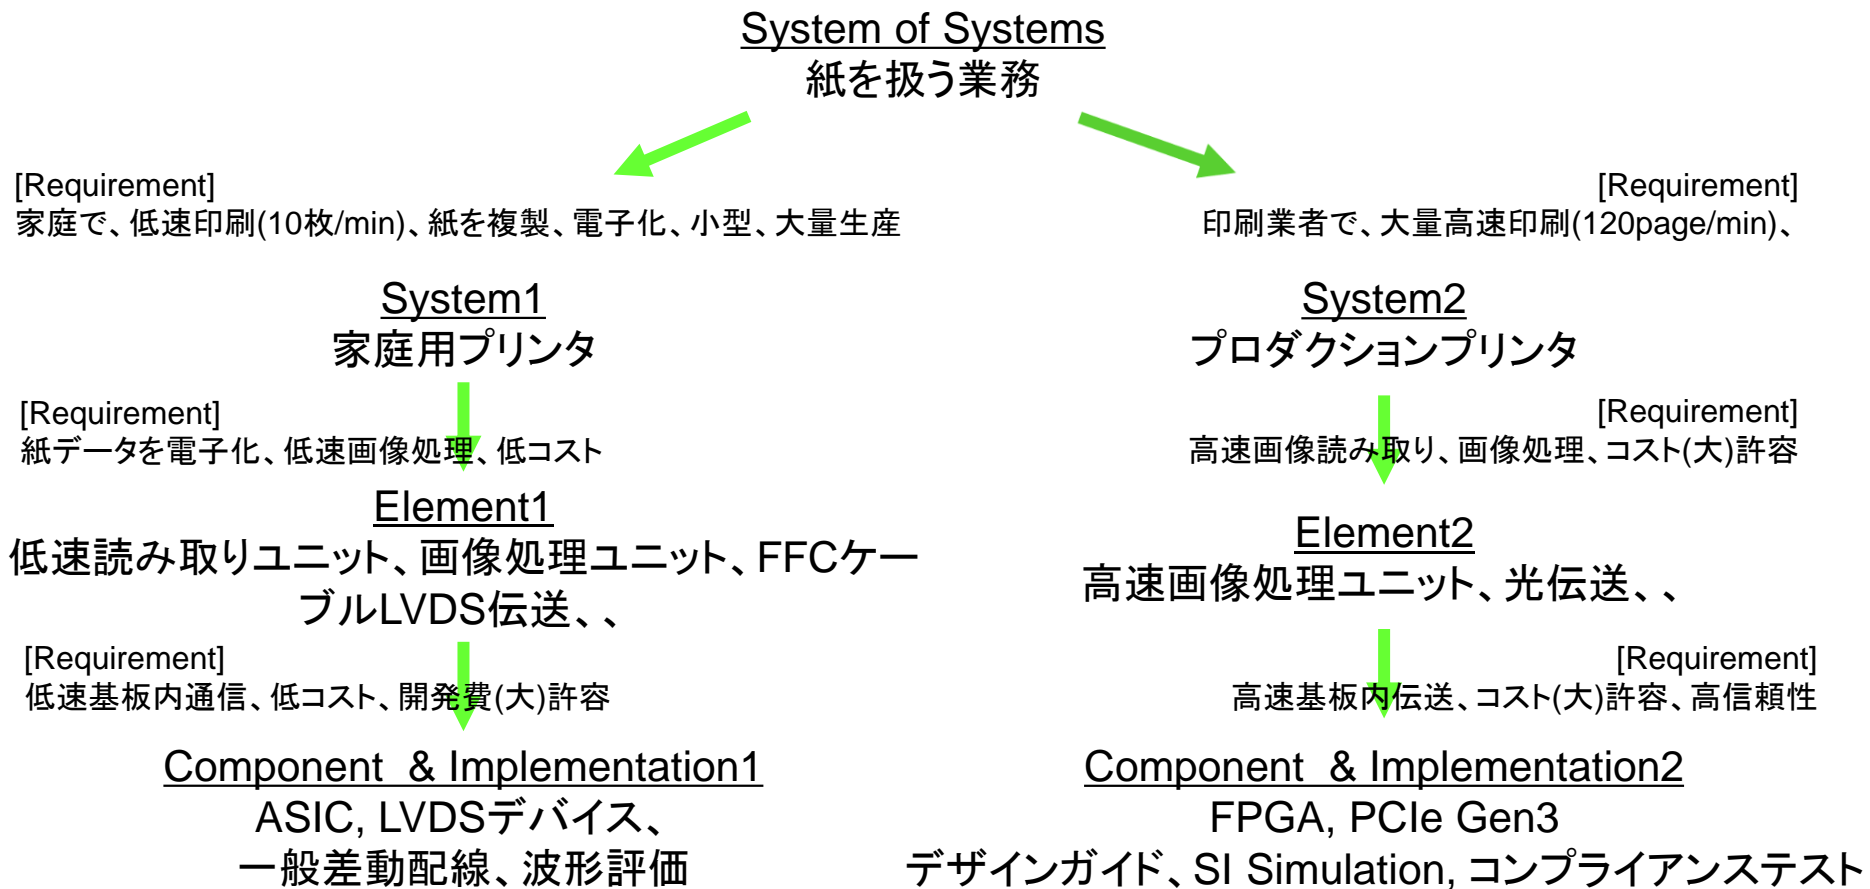 System of Systems
紙を扱う業務
[Requirement]
家庭で、低速印刷(10枚/min)、紙を複製、電子化、小型、大量生産
[Requirement]
印刷業者で、大量高速印刷(120page/min)、
System1
家庭用プリンタ
System2
プロダクションプリンタ
[Requirement]
紙データを電子化、低速画像処理、低コスト
[Requirement]
高速画像読み取り、画像処理、コスト(大)許容
Element1
低速読み取りユニット、画像処理ユニット、FFCケー
ブルLVDS伝送、、
Element2
高速画像処理ユニット、光伝送、、
[Requirement]
低速基板内通信、低コスト、開発費(大)許容
[Requirement]
高速基板内伝送、コスト(大)許容、高信頼性
Component & Implementation1
ASIC, LVDSデバイス、
一般差動配線、波形評価
Component & Implementation2
FPGA, PCIe Gen3
デザインガイド、SI Simulation, コンプライアンステスト